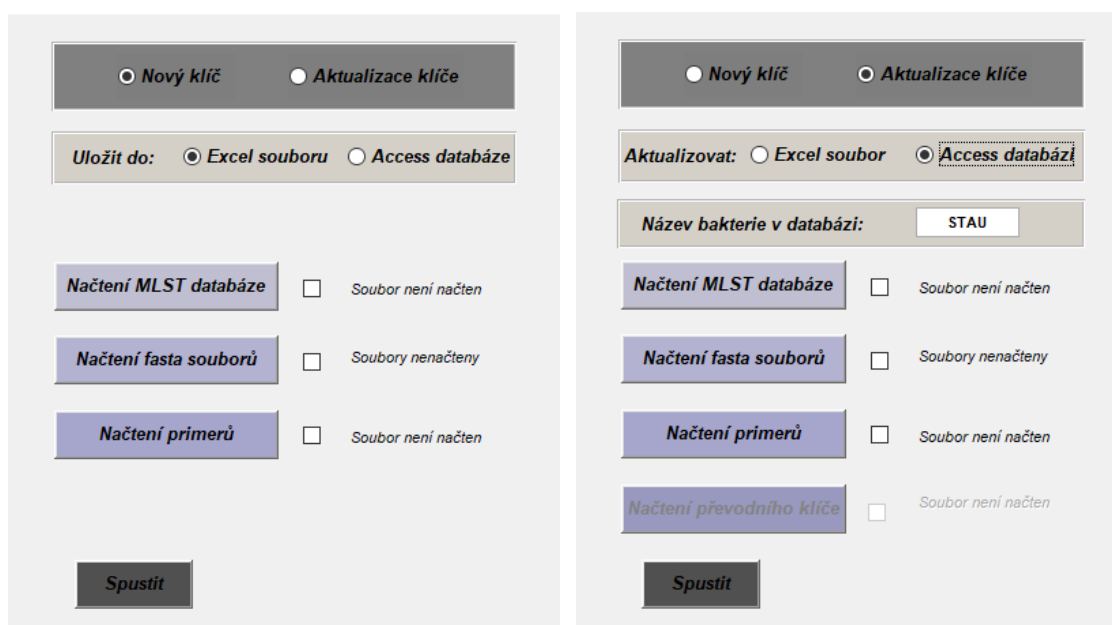 Nový klíč Aktualizace klíče
Uložit do: Excel souboru Access databáze
Načtení MLST databáze Soubor není načten
Načtení fasta souborů Soubory nenačteny
Načtení primerů Soubor není načten
Spustit
Nový klíč Aktualizace klíče
Aktualizovat: Excel soubor Access databázi
Název bakterie v databázi: STAU
Načtení MLST databáze Soubor není načten
Načtení fasta souborů Soubory nenačteny
Načtení primerů Soubor není načten
Načtení převodního klíče Soubor není načten
Spustit